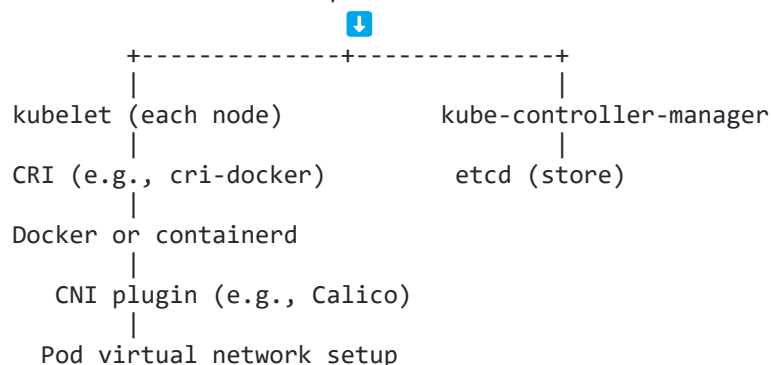 kubelet (each node)
kube-controller-manager
CRI (e.g., cri-docker)
etcd (store)
Docker or containerd
CNI plugin (e.g., Calico)
Pod virtual network setup